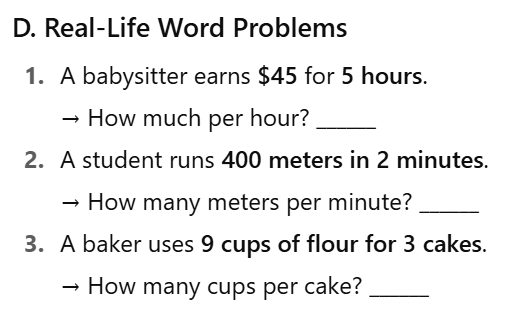 D. Real-Life Word Problems
1. A babysitter earns $45 for 5 hours.
→ How much per hour? ______
2. A student runs 400 meters in 2 minutes.
→ How many meters per minute? ______
3. A baker uses 9 cups of flour for 3 cakes.
→ How many cups per cake? ______